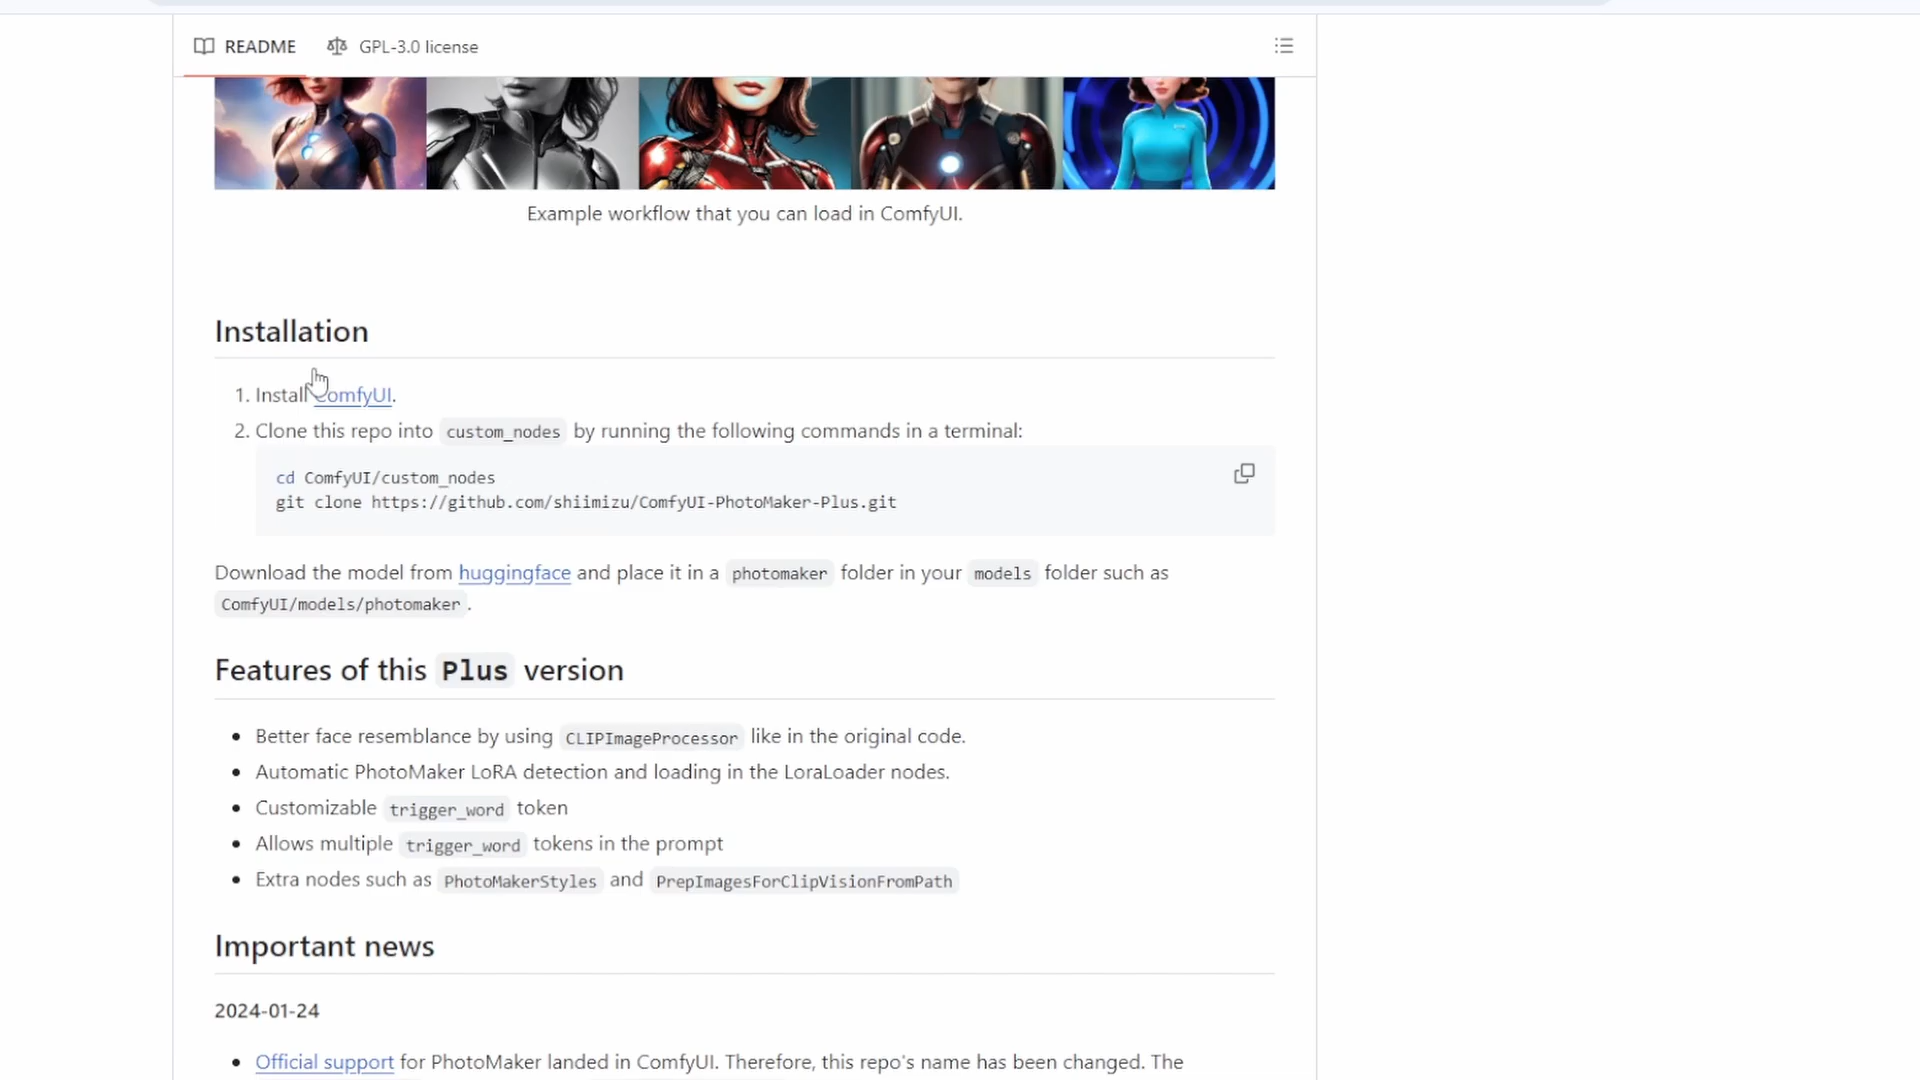 README GPL-3.0 license
Example workflow that you can load in ComfyUI.
Installation
1. Install ComfyUI.
2. Clone this repo into custom_nodes by running the following commands in a terminal:
cd ComfyUI/custom_nodes
git clone https://github.com/shiimizu/ComfyUI-PhotoMaker-Plus.git
Download the model from huggingface and place it in a photomaker folder in your models folder such as
ComfyUI/models/photomaker.
Features of this Plus version
• Better face resemblance by using CLIPImageProcessor like in the original code.
• Automatic PhotoMaker LoRA detection and loading in the LoraLoader nodes.
• Customizable trigger_word token
• Allows multiple trigger_word tokens in the prompt
• Extra nodes such as PhotoMakerStyles and PrepImagesForClipVisionFromPath
Important news
2024-01-24
• Official support for PhotoMaker landed in ComfyUI. Therefore, this repo's name has been changed. The